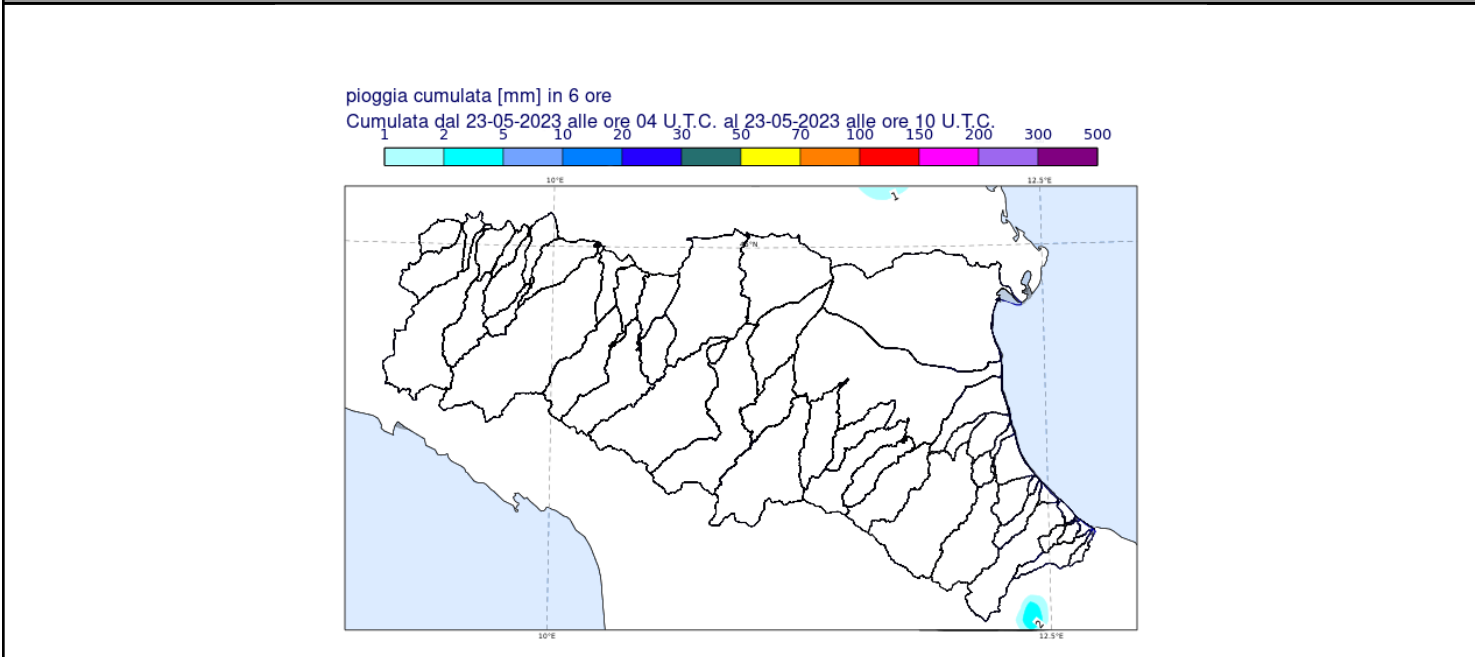 pioggia cumulata [mm] in 6 ore
Cumulata dal 23-05-2023 alle ore 04 U.T.C. al 23-05-2023 alle ore 10 U.T.C.
1 2 5 10 20 30 50 70 100 150 200 300 500
10°E 12.5°E
1
2
10°E 12.5°E